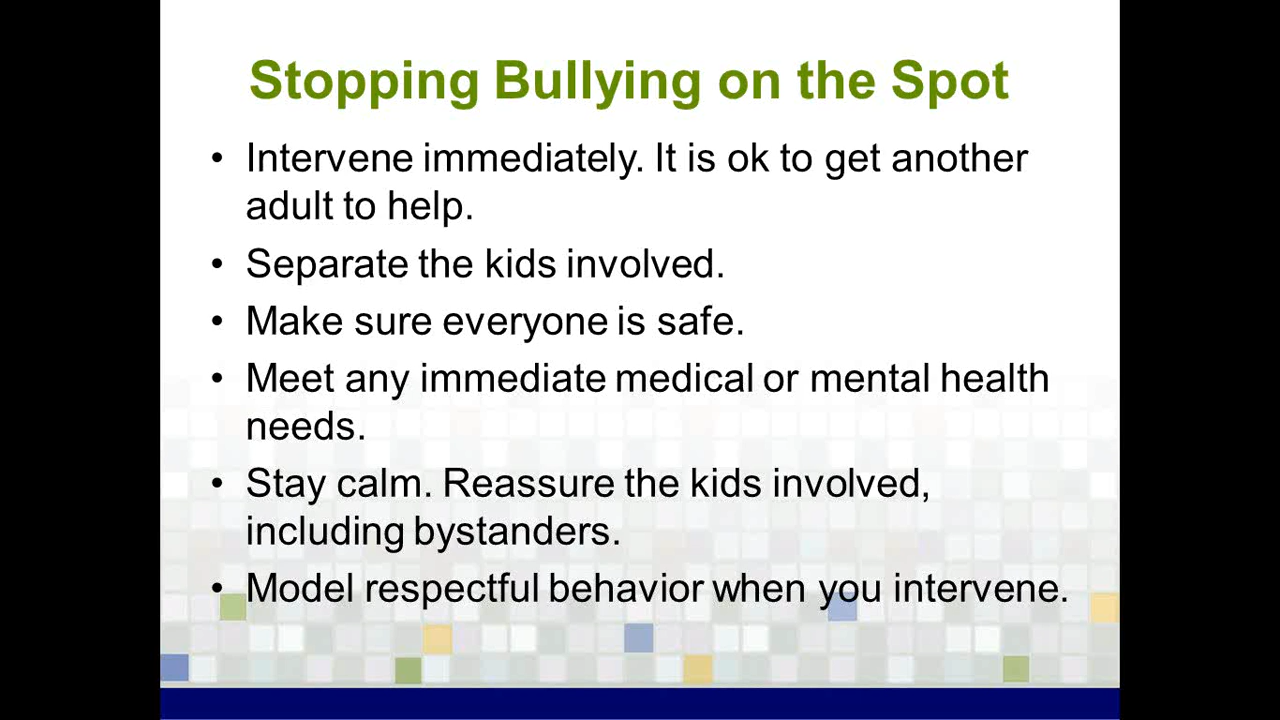 Stopping Bullying on the Spot
• Intervene immediately. It is ok to get another
adult to help.
• Separate the kids involved.
• Make sure everyone is safe.
• Meet any immediate medical or mental health
needs.
• Stay calm. Reassure the kids involved,
including bystanders.
• Model respectful behavior when you intervene.